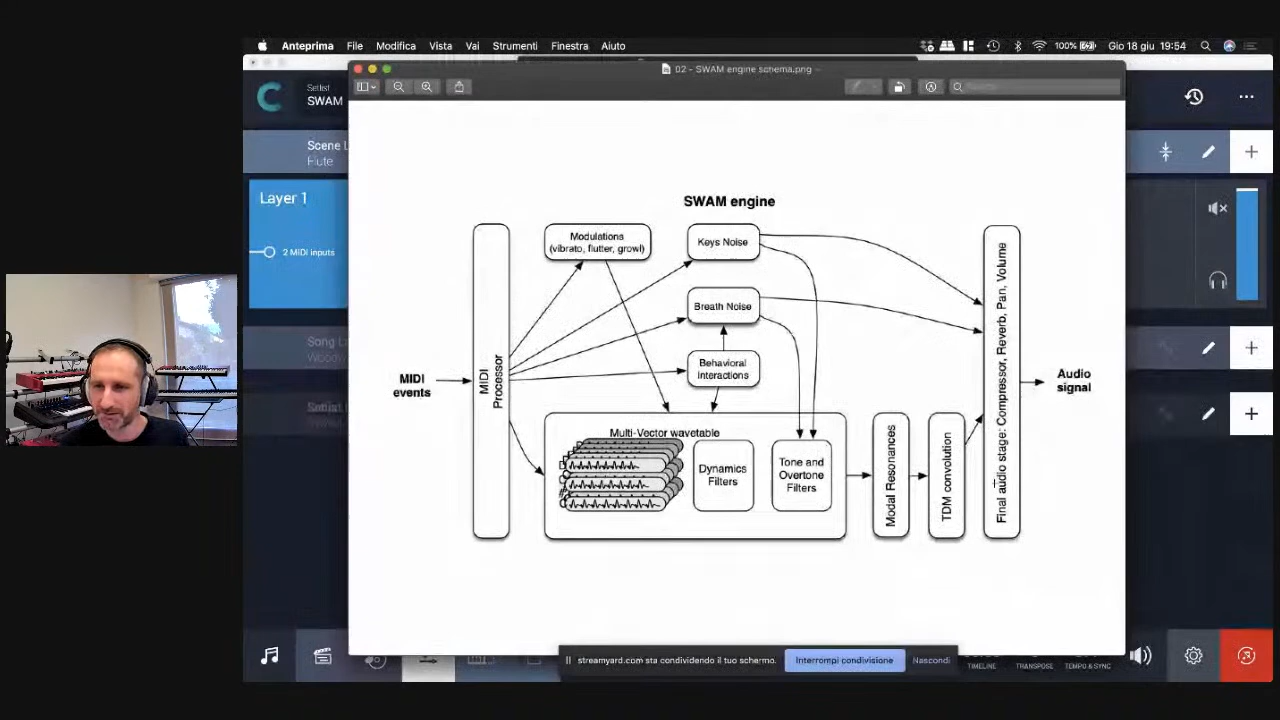 Anteprima File Modifica Vista Vai Strumenti Finestra Aiuto
100% Gio 18 giu 19:54
02 - SWAM engine schema.png
Setlist
SWAM
Scene L
Flute
Layer 1
2 MIDI inputs
Song L
Woodw
SWAM engine
Modulations
(vibrato, flutter, growl)
Keys Noise
Breath Noise
Behavioral
Interactions
MIDI
events
MIDI
Processor
Multi-Vector wavetable
Dynamics
Filters
Tone and
Overtone
Filters
Modal Resonances
TDM convolution
Final audio stage: Compressor, Reverb, Pan, Volume
Audio
signal
streamyard.com sta condividendo il tuo schermo.
Interrompi condivisione
Nascondi
TIMELINE
TRANSPOSE
TEMPO & SYNC